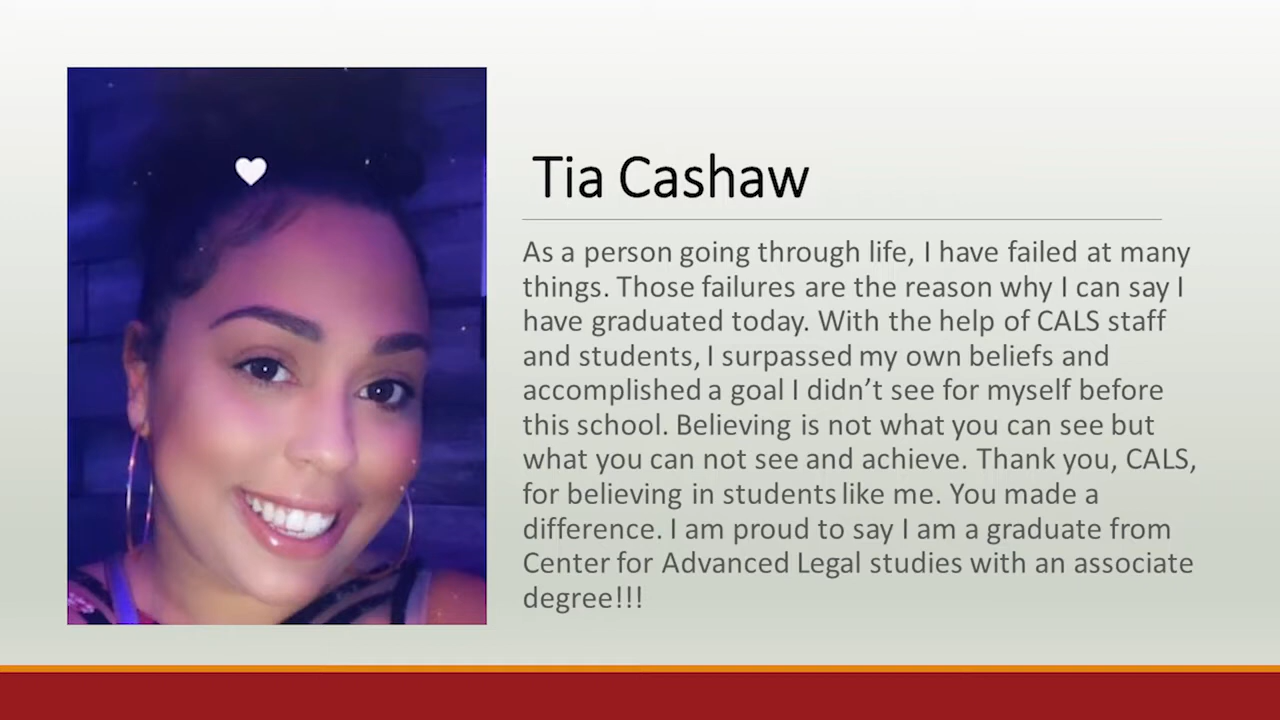 Tia Cashaw
As a person going through life, I have failed at many
things. Those failures are the reason why I can say I
have graduated today. With the help of CALS staff
and students, I surpassed my own beliefs and
accomplished a goal I didn’t see for myself before
this school. Believing is not what you can see but
what you can not see and achieve. Thank you, CALS,
for believing in students like me. You made a
difference. I am proud to say I am a graduate from
Center for Advanced Legal studies with an associate
degree!!!